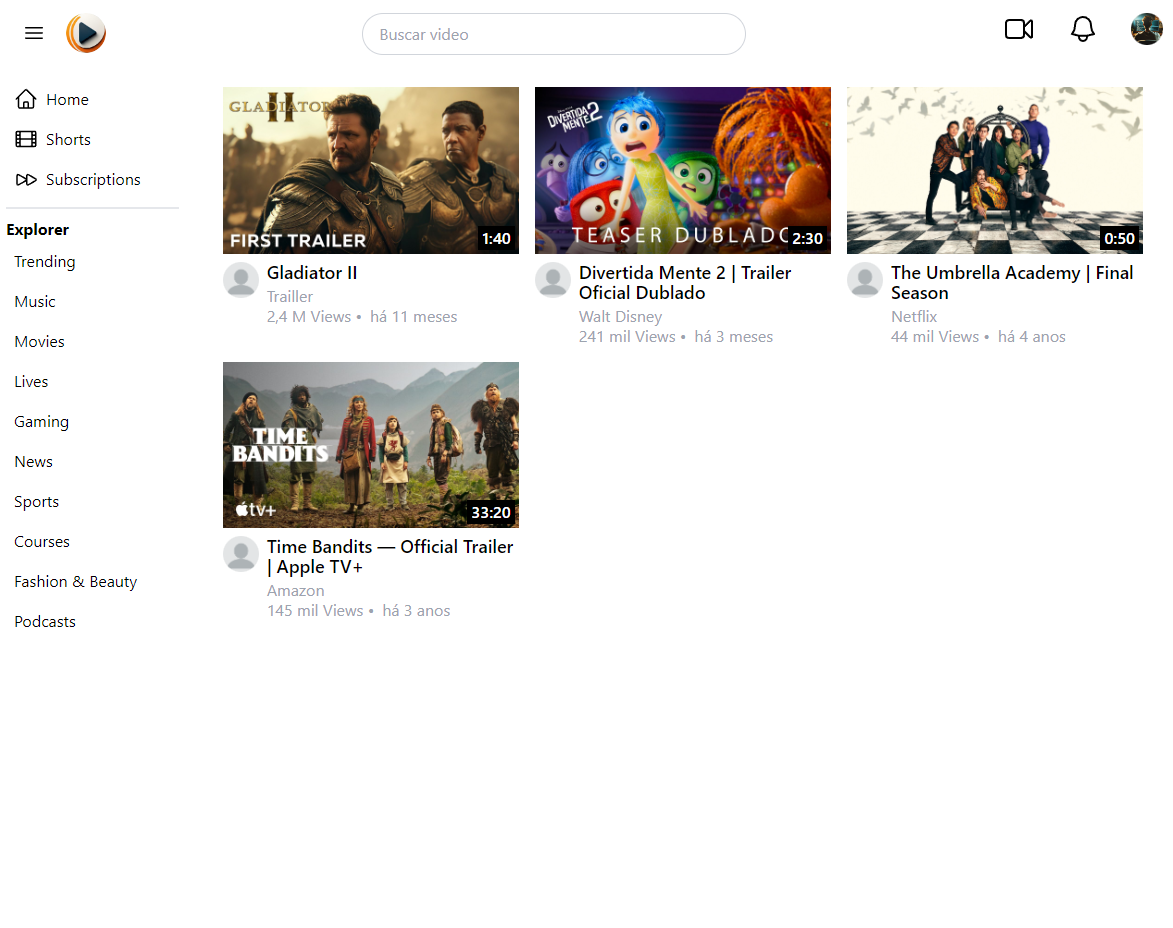 Buscar video
Home
Shorts
Subscriptions
Explorer
Trending
Music
Movies
Lives
Gaming
News
Sports
Courses
Fashion & Beauty
Podcasts
GLADIATOR
II
FIRST TRAILER
1:40
Gladiator II
Trailler
2,4 M Views • há 11 meses
DIVERTIDA
MENTE 2
TEASER DUBLADO
2:30
Divertida Mente 2 | Trailer
Oficial Dublado
Walt Disney
241 mil Views • há 3 meses
0:50
The Umbrella Academy | Final
Season
Netflix
44 mil Views • há 4 anos
TIME
BANDITS
tv+
33:20
Time Bandits — Official Trailer
| Apple TV+
Amazon
145 mil Views • há 3 anos